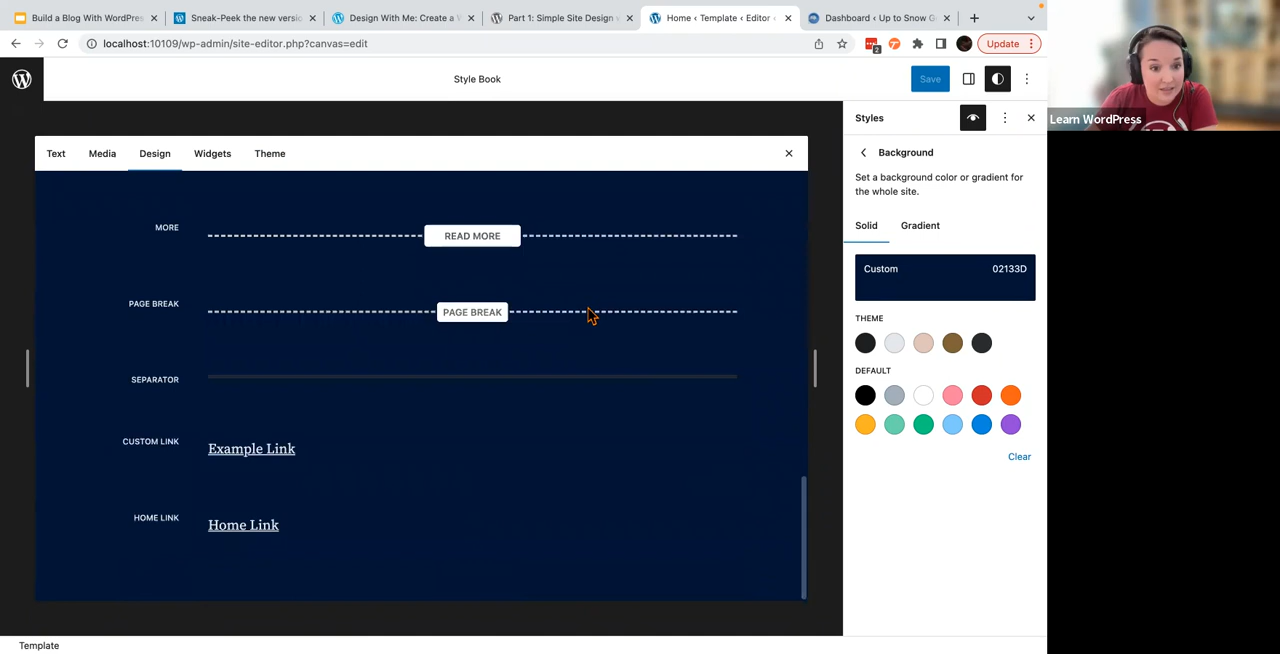 Build a Blog With WordPres
Sneak-Peek the new versio
Design With Me: Create a W
Part 1: Simple Site Design w
Home ‹ Template ‹ Editor ‹
Dashboard ‹ Up to Snow G
localhost:10109/wp-admin/site-editor.php?canvas=edit
2
Update
Style Book
Save
Learn WordPress
Styles
Text
Media
Design
Widgets
Theme
Background
Set a background color or gradient for
the whole site.
Solid
Gradient
MORE
READ MORE
Custom
02133D
PAGE BREAK
PAGE BREAK
THEME
DEFAULT
SEPARATOR
CUSTOM LINK
Example Link
Clear
HOME LINK
Home Link
Template